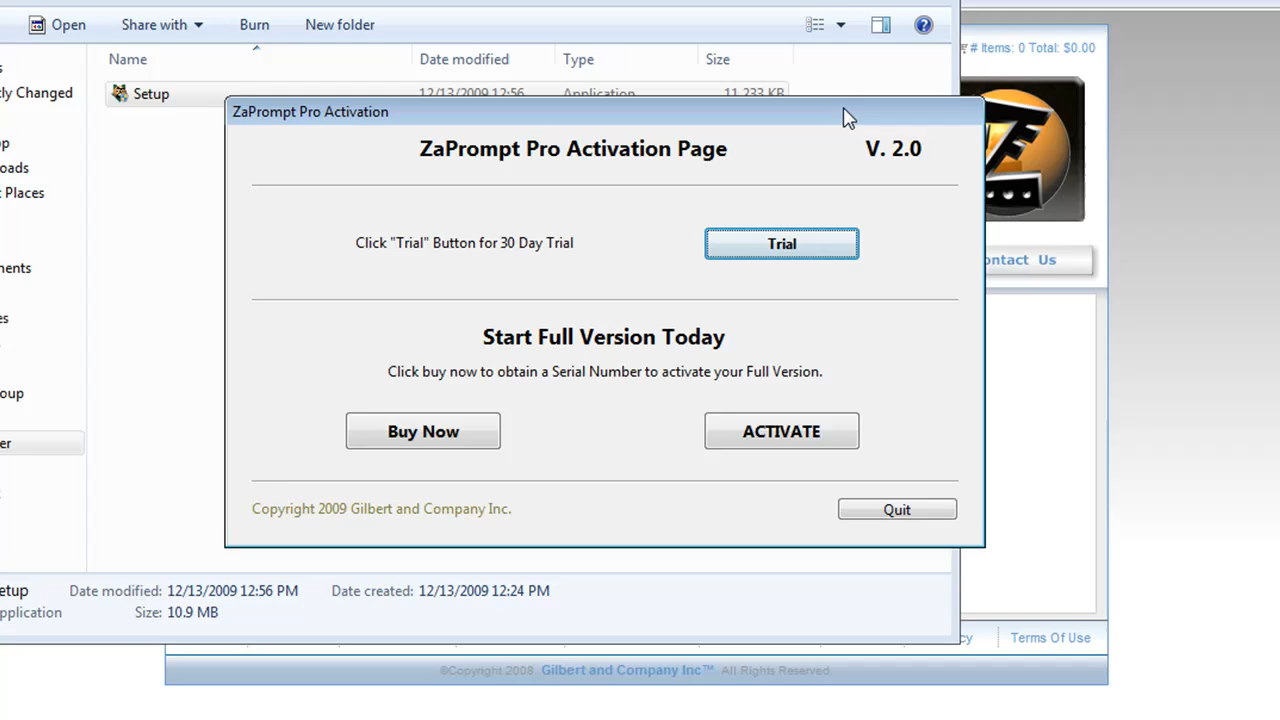 Open Share with Burn New folder
# Items: 0 Total: $0.00
Name Date modified Type Size
Setup 12/13/2009 12:56 Application 11,233 KB
tly Changed
ZaPrompt Pro Activation
ZaPrompt Pro Activation Page V. 2.0
p
oads
t Places
Click "Trial" Button for 30 Day Trial Trial
ontact Us
ments
s
Start Full Version Today
Click buy now to obtain a Serial Number to activate your Full Version.
oup
Buy Now ACTIVATE
er
Copyright 2009 Gilbert and Company Inc. Quit
etup Date modified: 12/13/2009 12:56 PM Date created: 12/13/2009 12:24 PM
pplication Size: 10.9 MB
cy Terms Of Use
©Copyright 2008. Gilbert and Company Inc™. All Rights Reserved